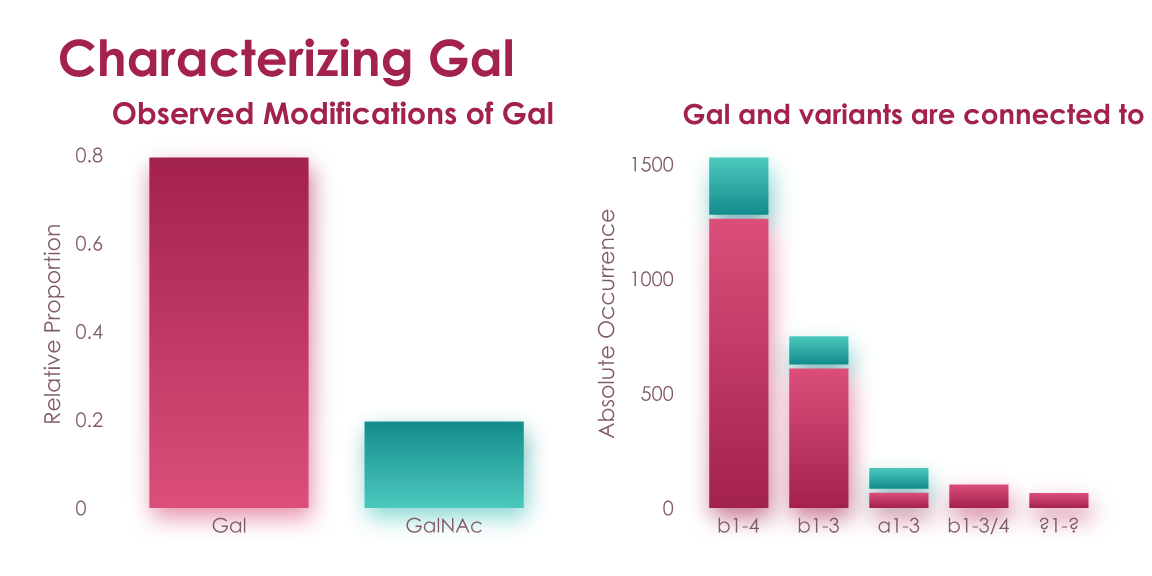 Characterizing Gal
Observed Modifications of Gal
Relative Proportion
0.8
0.6
0.4
0.2
0
Gal
GalNAc
Gal and variants are connected to
Absolute Occurrence
1500
1000
500
0
b1-4
b1-3
a1-3
b1-3/4
?1-?